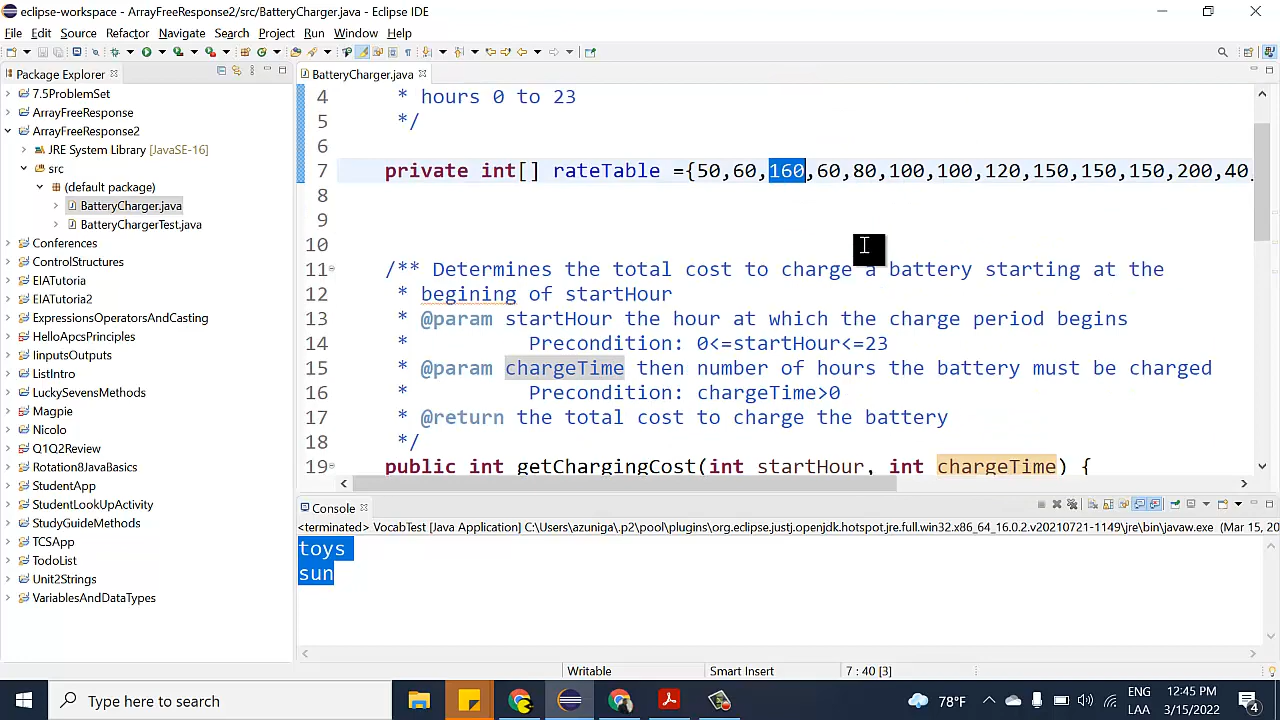 eclipse-workspace - ArrayFreeResponse2/src/BatteryCharger.java - Eclipse IDE
File Edit Source Refactor Navigate Search Project Run Window Help
Package Explorer
BatteryCharger.java
7.5ProblemSet
ArrayFreeResponse
ArrayFreeResponse2
JRE System Library [JavaSE-16]
src
(default package)
BatteryCharger.java
BatteryChargerTest.java
Conferences
ControlStructures
EIATutoria
EIATutoria2
ExpressionsOperatorsAndCasting
HelloApcsPrinciples
IinputsOutputs
ListIntro
LuckySevensMethods
Magpie
Nicolo
Q1Q2Review
Rotation8JavaBasics
StudentApp
StudentLookUpActivity
StudyGuideMethods
TCSApp
TodoList
Unit2Strings
VariablesAndDataTypes
4 * hours 0 to 23
5 */
6
7 private int[] rateTable ={50,60,160,60,80,100,100,120,150,150,150,200,40,
8
9
10
11 /** Determines the total cost to charge a battery starting at the
12 * begining of startHour
13 * @param startHour the hour at which the charge period begins
14 * Precondition: 0<=startHour<=23
15 * @param chargeTime then number of hours the battery must be charged
16 * Precondition: chargeTime>0
17 * @return the total cost to charge the battery
18 */
19 public int getChargingCost(int startHour, int chargeTime) {
Console
<terminated> VocabTest [Java Application] C:\Users\azuniga\.p2\pool\plugins\org.eclipse.justj.openjdk.hotspot.jre.full.win32.x86_64_16.0.2.v20210721-1149\jre\bin\javaw.exe (Mar 15, 20
toys
sun
Writable Smart Insert 7 : 40 [3]
Type here to search
78°F
ENG
LAA
12:45 PM
3/15/2022
4